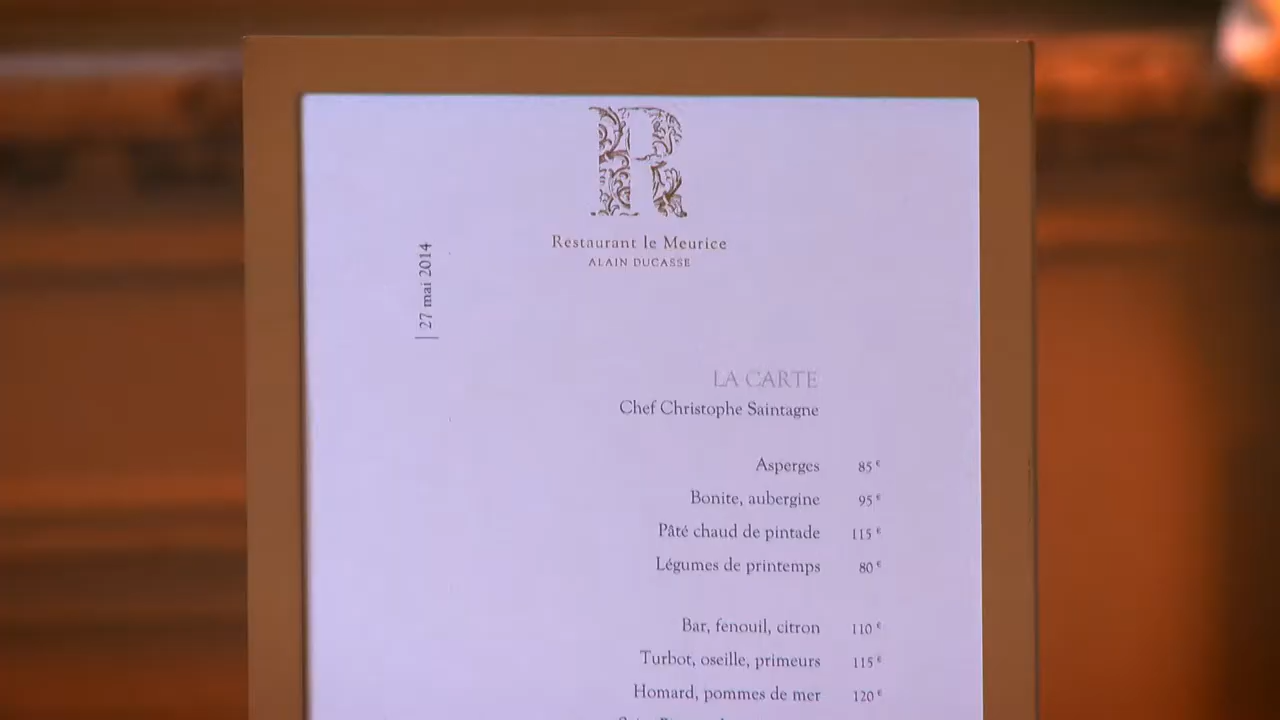 R
Restaurant le Meurice
ALAIN DUCASSE
27 mai 2014
LA CARTE
Chef Christophe Saintagne
Asperges 85 €
Bonite, aubergine 95 €
Pâté chaud de pintade 115 €
Légumes de printemps 80 €
Bar, fenouil, citron 110 €
Turbot, oseille, primeurs 115 €
Homard, pommes de mer 120 €